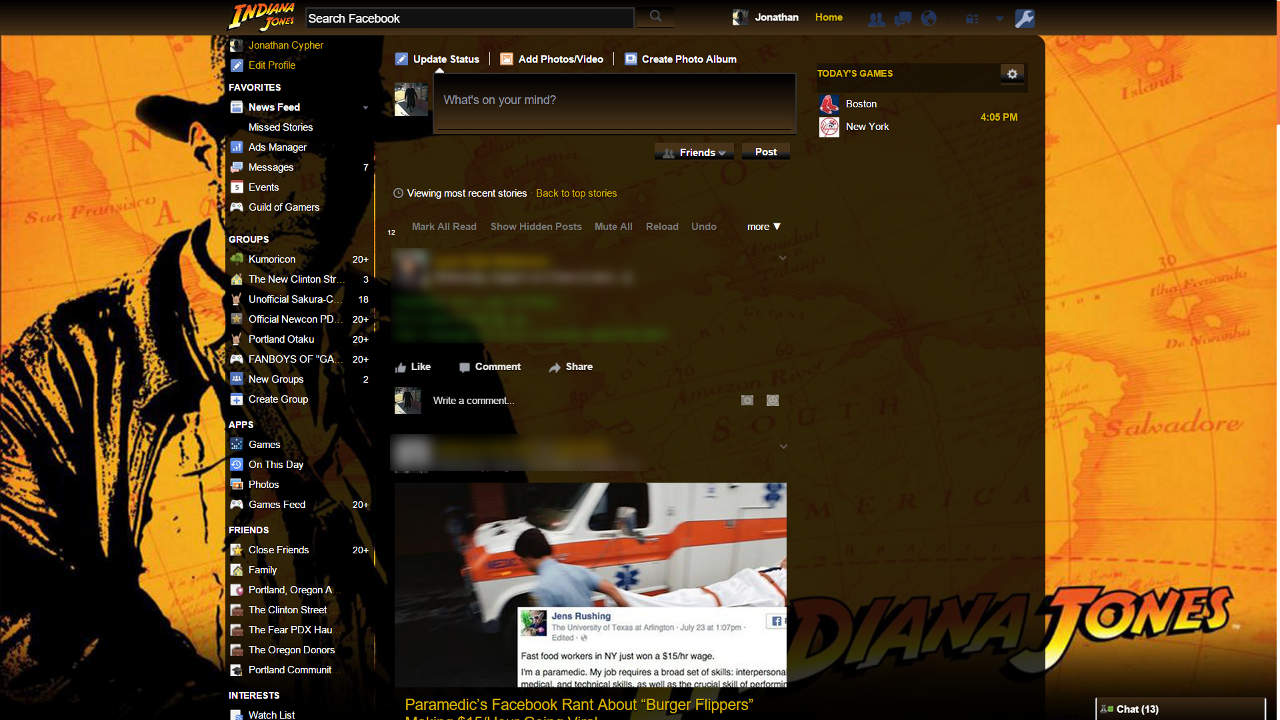 INDIANA JONES
Search Facebook
Jonathan
Home
Jonathan Cypher
Edit Profile
FAVORITES
News Feed
Missed Stories
Ads Manager
Messages 7
Events
Guild of Gamers
GROUPS
Kumoricon 20+
The New Clinton Str... 3
Unofficial Sakura-C... 18
Official Newcon PD... 20+
Portland Otaku 20+
FANBOYS OF "GA... 20+
New Groups 2
Create Group
APPS
Games
On This Day
Photos
Games Feed 20+
FRIENDS
Close Friends 20+
Family
Portland, Oregon A
The Clinton Street
The Fear PDX Hau
The Oregon Donors
Portland Communit
INTERESTS
Watch List
Update Status
Add Photos/Video
Create Photo Album
What's on your mind?
Friends
Post
Viewing most recent stories Back to top stories
12 Mark All Read Show Hidden Posts Mute All Reload Undo more ▼
Like Comment Share
Write a comment...
Jens Rushing
The University of Texas at Arlington · July 23 at 1:07pm ·
Edited ·
Fast food workers in NY just won a $15/hr wage.
I'm a paramedic. My job requires a broad set of skills: interpersonal
medical, and technical skills, as well as the crucial skill of performin
Paramedic's Facebook Rant About "Burger Flippers"
Making $15/Hour Going Viral
TODAY'S GAMES
Boston
4:05 PM
New York
San Francisco
Islands
30
Ilha Fernando
De Noronha
Amazon
SOUTH
Salvadore
AMERICA
INDIANA JONES
Chat (13)